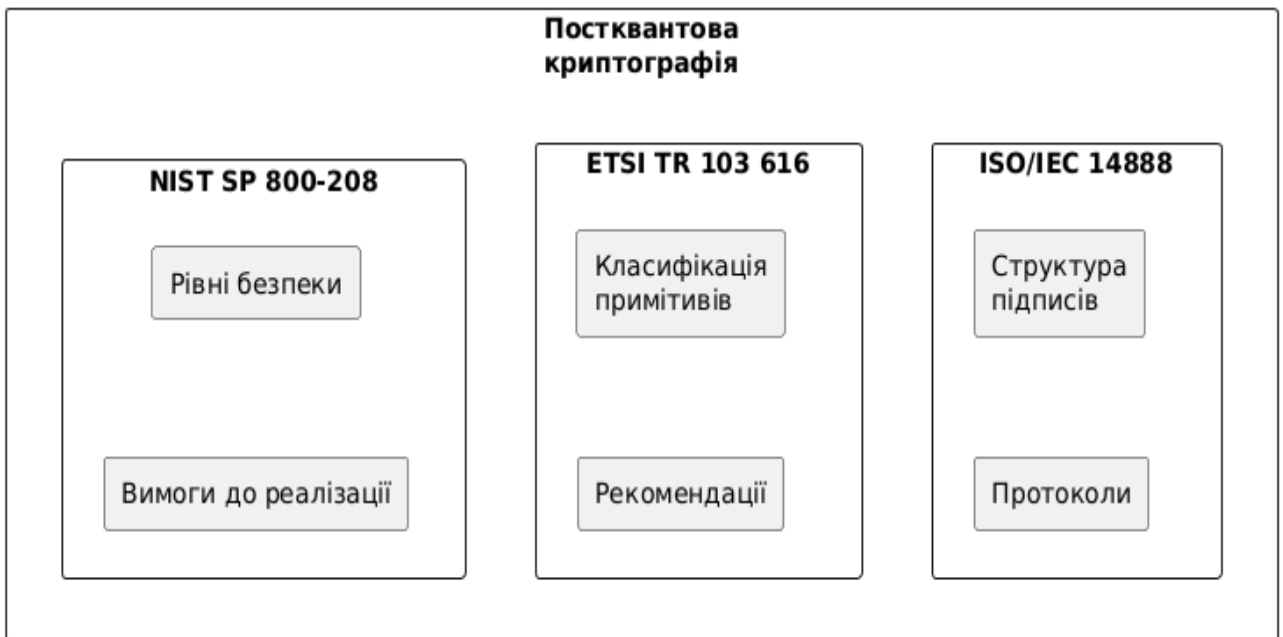 Постквантова
криптографія
NIST SP 800-208
Рівні безпеки
Вимоги до реалізації
ETSI TR 103 616
Класифікація
примітивів
Рекомендації
ISO/IEC 14888
Структура
підписів
Протоколи